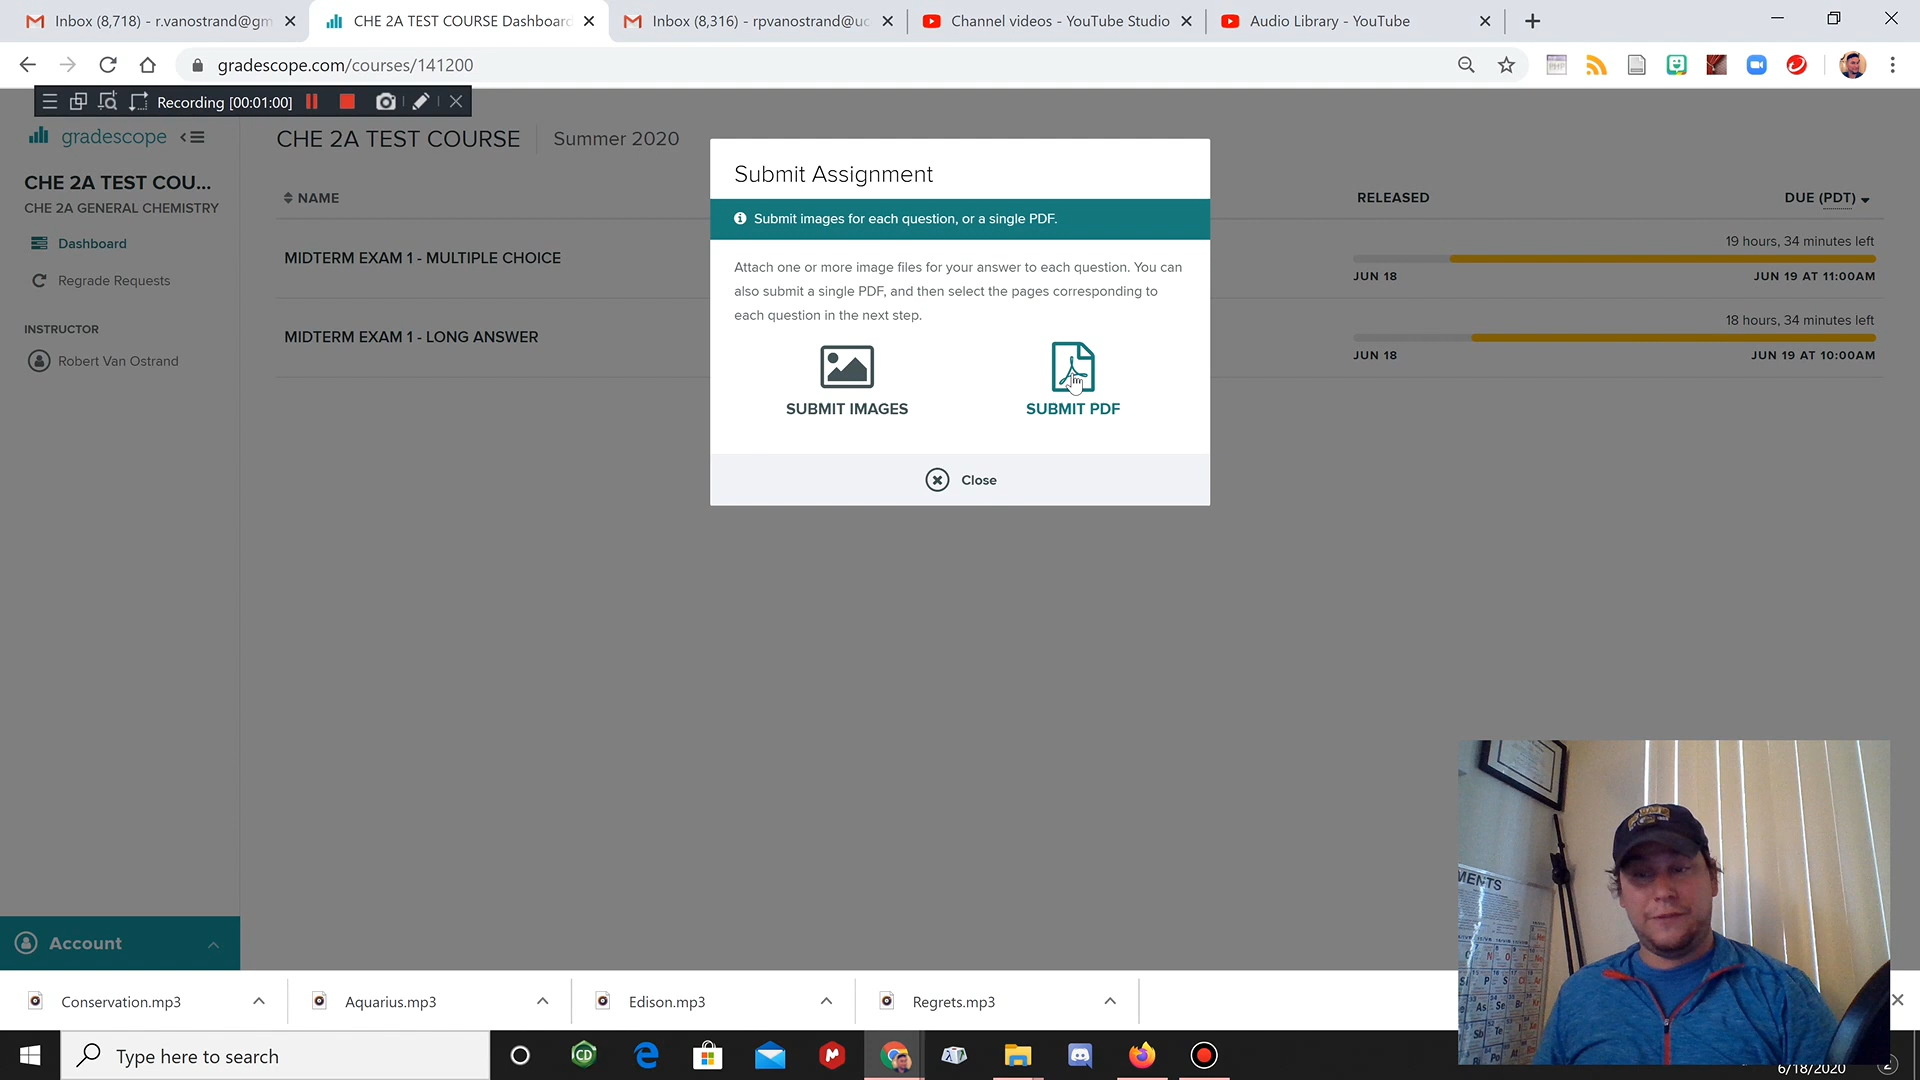 Inbox (8,718) - r.vanostrand@gm
CHE 2A TEST COURSE Dashboard
Inbox (8,316) - rpvanostrand@uc
Channel videos - YouTube Studio
Audio Library - YouTube
gradescope.com/courses/141200
Recording [00:01:00]
gradescope
CHE 2A TEST COU...
CHE 2A GENERAL CHEMISTRY
Dashboard
Regrade Requests
INSTRUCTOR
Robert Van Ostrand
Account
CHE 2A TEST COURSE
Summer 2020
NAME
RELEASED
DUE (PDT)
MIDTERM EXAM 1 - MULTIPLE CHOICE
19 hours, 34 minutes left
JUN 18
JUN 19 AT 11:00AM
MIDTERM EXAM 1 - LONG ANSWER
18 hours, 34 minutes left
JUN 18
JUN 19 AT 10:00AM
Submit Assignment
Submit images for each question, or a single PDF.
Attach one or more image files for your answer to each question. You can
also submit a single PDF, and then select the pages corresponding to
each question in the next step.
SUBMIT IMAGES
SUBMIT PDF
Close
MENTS
Conservation.mp3
Aquarius.mp3
Edison.mp3
Regrets.mp3
Type here to search
6/18/2020
2